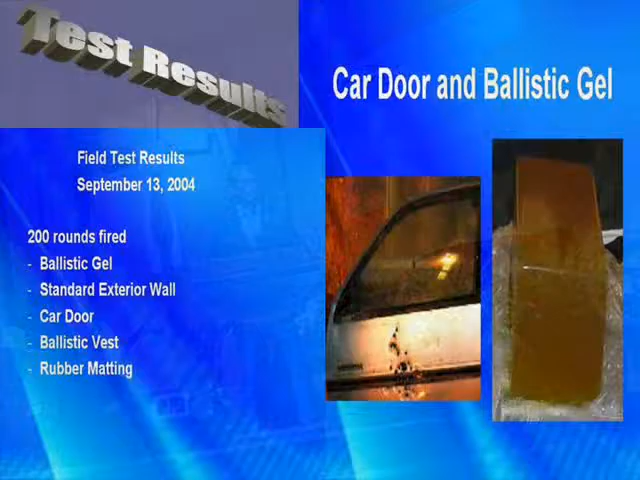 Test Results
Car Door and Ballistic Gel
Field Test Results
September 13, 2004
200 rounds fired
- Ballistic Gel
- Standard Exterior Wall
- Car Door
- Ballistic Vest
- Rubber Matting